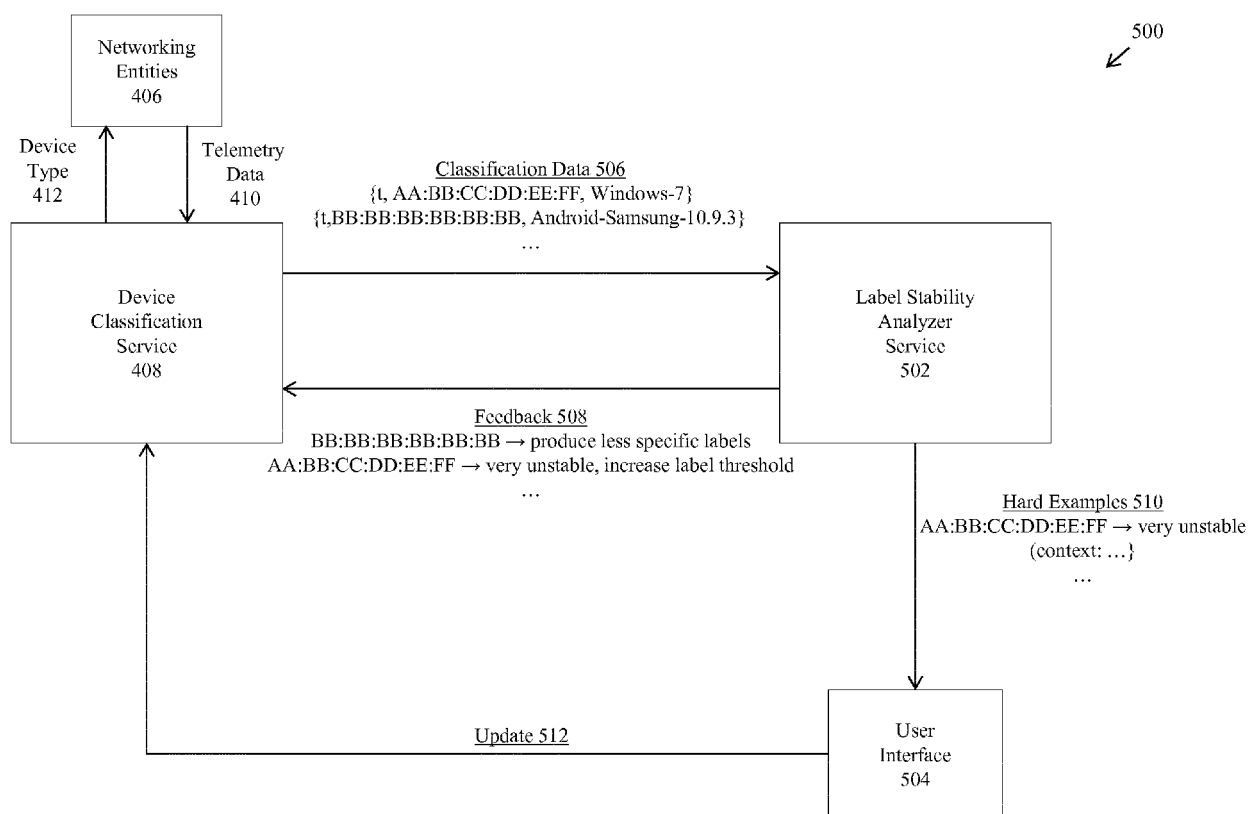 500
Networking
Entities
406
Device
Type
412
Telemetry
Data
410
Classification Data 506
{t, AA:BB:CC:DD:EE:FF, Windows-7}
{t,BB:BB:BB:BB:BB:BB, Android-Samsung-10.9.3}
…
Device
Classification
Service
408
Label Stability
Analyzer
Service
502
Feedback 508
BB:BB:BB:BB:BB:BB → produce less specific labels
AA:BB:CC:DD:EE:FF → very unstable, increase label threshold
…
Hard Examples 510
AA:BB:CC:DD:EE:FF → very unstable
(context: …}
…
Update 512
User
Interface
504